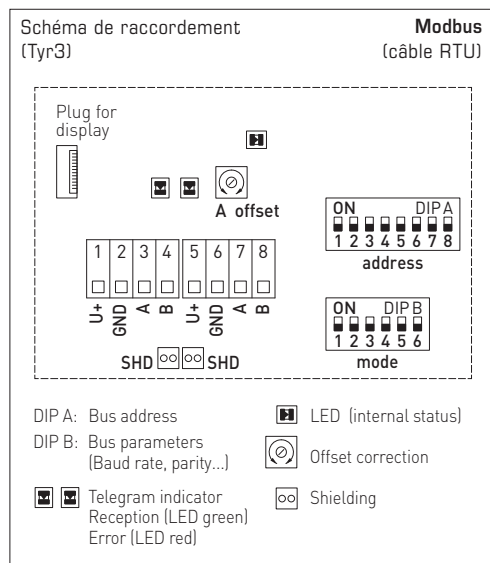 Schéma de raccordement
(Tyr3)
Modbus
(câble RTU)
Plug for
display
A offset
ON DIP A
1 2 3 4 5 6 7 8
address
1 2 3 4 5 6 7 8
U+ GND A B U+ GND A B
ON DIP B
1 2 3 4 5 6
mode
SHD SHD
DIP A: Bus address
DIP B: Bus parameters
(Baud rate, parity...)
Telegram indicator
Reception (LED green)
Error (LED red)
LED (internal status)
Offset correction
Shielding